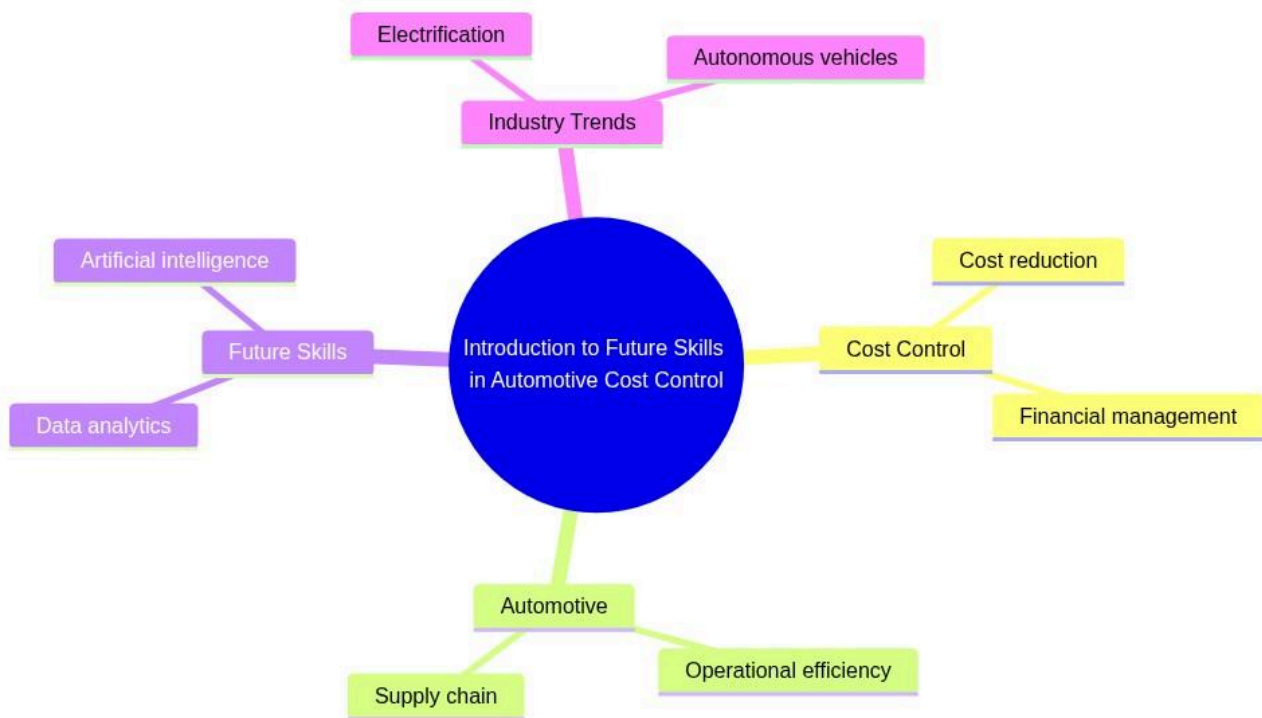 Electrification
Autonomous vehicles
Industry Trends
Artificial intelligence
Cost reduction
Future Skills
Introduction to Future Skills
in Automotive Cost Control
Cost Control
Data analytics
Financial management
Automotive
Operational efficiency
Supply chain